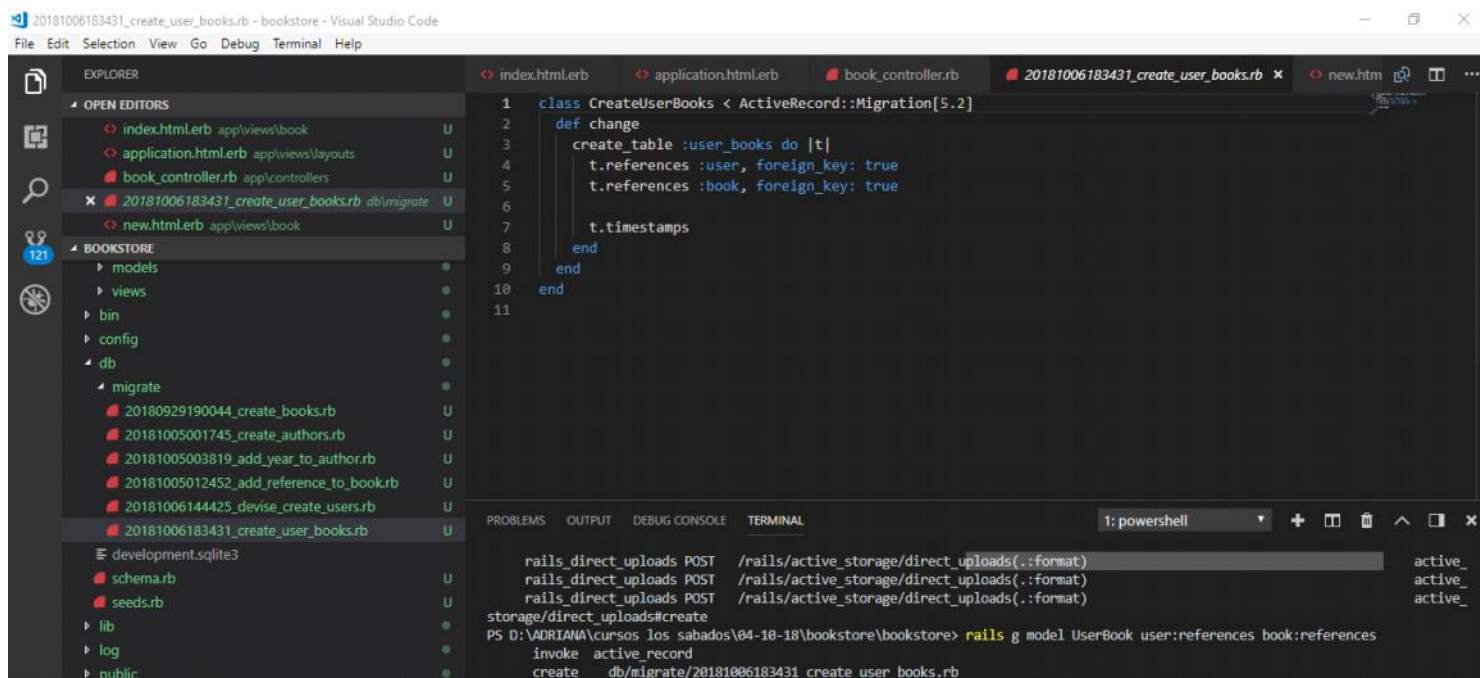 20181006183431_create_user_books.rb - bookstore - Visual Studio Code
File Edit Selection View Go Debug Terminal Help
EXPLORER
OPEN EDITORS
index.html.erb app\views\book U
application.html.erb app\views\layouts U
book_controller.rb app\controllers U
20181006183431_create_user_books.rb db\migrate U
new.html.erb app\views\book U
121
BOOKSTORE
models
views
bin
config
db
migrate
20180929190044_create_books.rb U
20181005001745_create_authors.rb U
20181005003819_add_year_to_author.rb U
20181005012452_add_reference_to_book.rb U
20181006144425_devise_create_users.rb U
20181006183431_create_user_books.rb U
development.sqlite3
schema.rb U
seeds.rb U
lib
log
public
index.html.erb application.html.erb book_controller.rb 20181006183431_create_user_books.rb new.htm
1 class CreateUserBooks < ActiveRecord::Migration[5.2]
2 def change
3 create_table :user_books do |t|
4 t.references :user, foreign_key: true
5 t.references :book, foreign_key: true
6
7 t.timestamps
8 end
9 end
10 end
11
PROBLEMS OUTPUT DEBUG CONSOLE TERMINAL 1: powershell
rails_direct_uploads POST /rails/active_storage/direct_uploads(.:format) active_
rails_direct_uploads POST /rails/active_storage/direct_uploads(.:format) active_
rails_direct_uploads POST /rails/active_storage/direct_uploads(.:format) active_
storage/direct_uploads#create
PS D:\ADRIANA\cursos los sabados\04-10-18\bookstore\bookstore> rails g model UserBook user:references book:references
invoke active_record
create db/migrate/20181006183431_create_user_books.rb